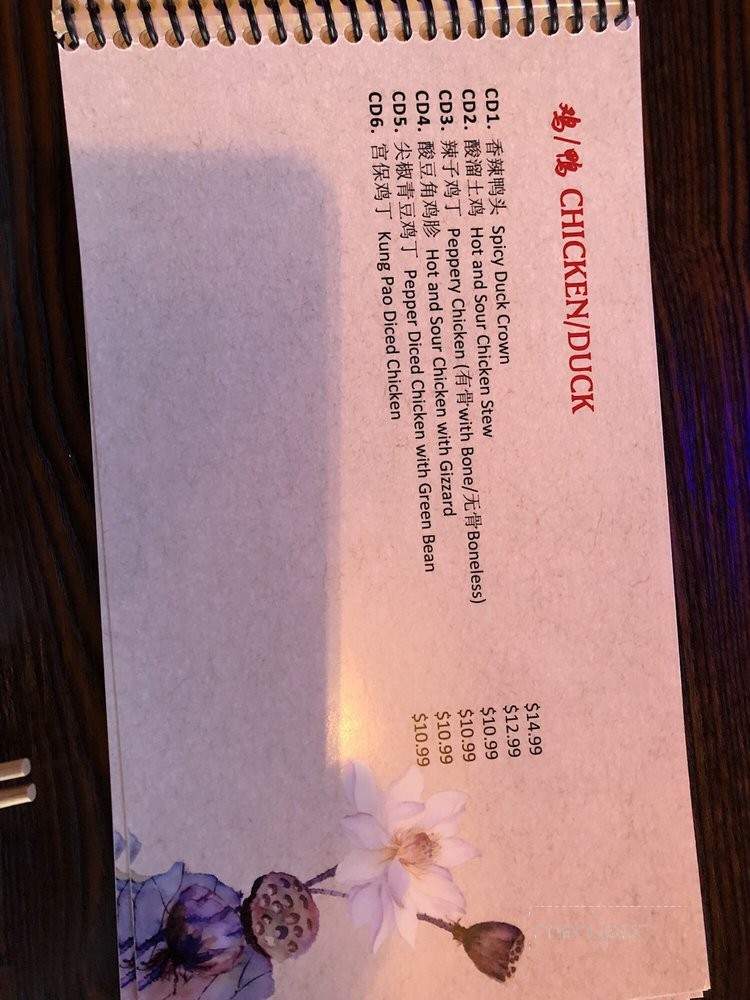 鸡/鸭 CHICKEN/DUCK
CD1. 香辣鸭头 Spicy Duck Crown $14.99
CD2. 酸溜土鸡 Hot and Sour Chicken Stew $12.99
CD3. 辣子鸡丁 Peppery Chicken (有骨with Bone/无骨Boneless) $10.99
CD4. 酸豆角鸡胗 Hot and Sour Chicken with Gizzard $10.99
CD5. 尖椒青豆鸡丁 Pepper Diced Chicken with Green Bean $10.99
CD6. 宫保鸡丁 Kung Pao Diced Chicken $10.99